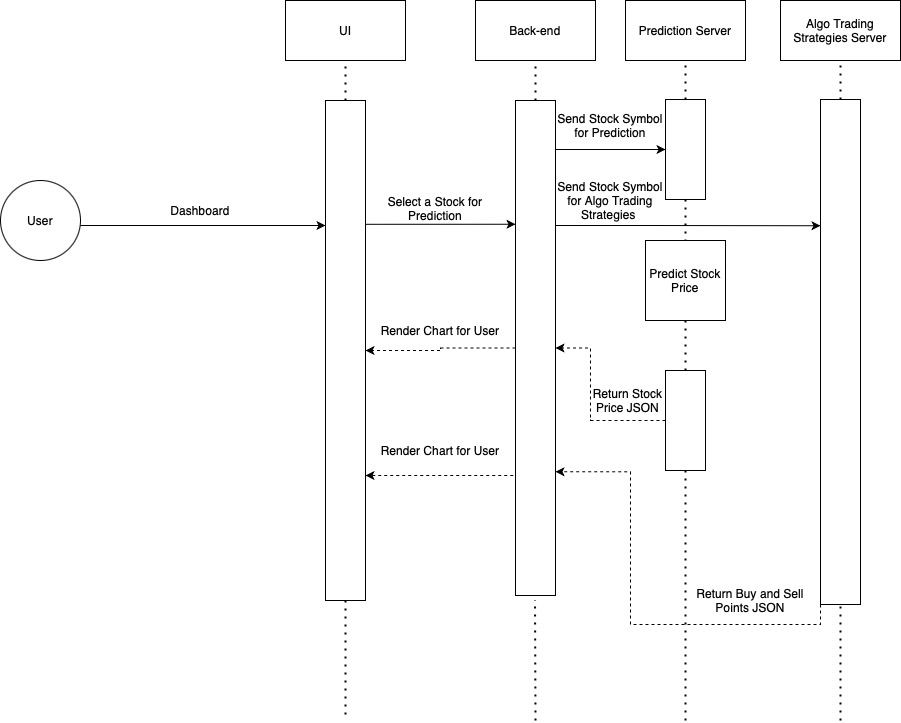 UI
Back-end
Prediction Server
Algo Trading
Strategies Server
Send Stock Symbol
for Prediction
User
Dashboard
Select a Stock for
Prediction
Send Stock Symbol
for Algo Trading
Strategies
Predict Stock
Price
Render Chart for User
Return Stock
Price JSON
Render Chart for User
Return Buy and Sell
Points JSON